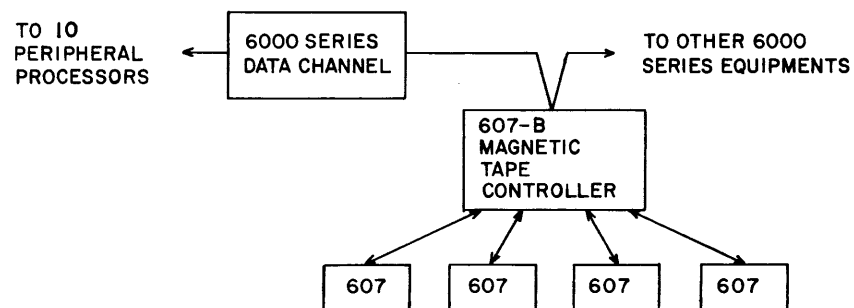 TO 10
PERIPHERAL
PROCESSORS
6000 SERIES
DATA CHANNEL
TO OTHER 6000
SERIES EQUIPMENTS
607-B
MAGNETIC
TAPE
CONTROLLER
607
607
607
607